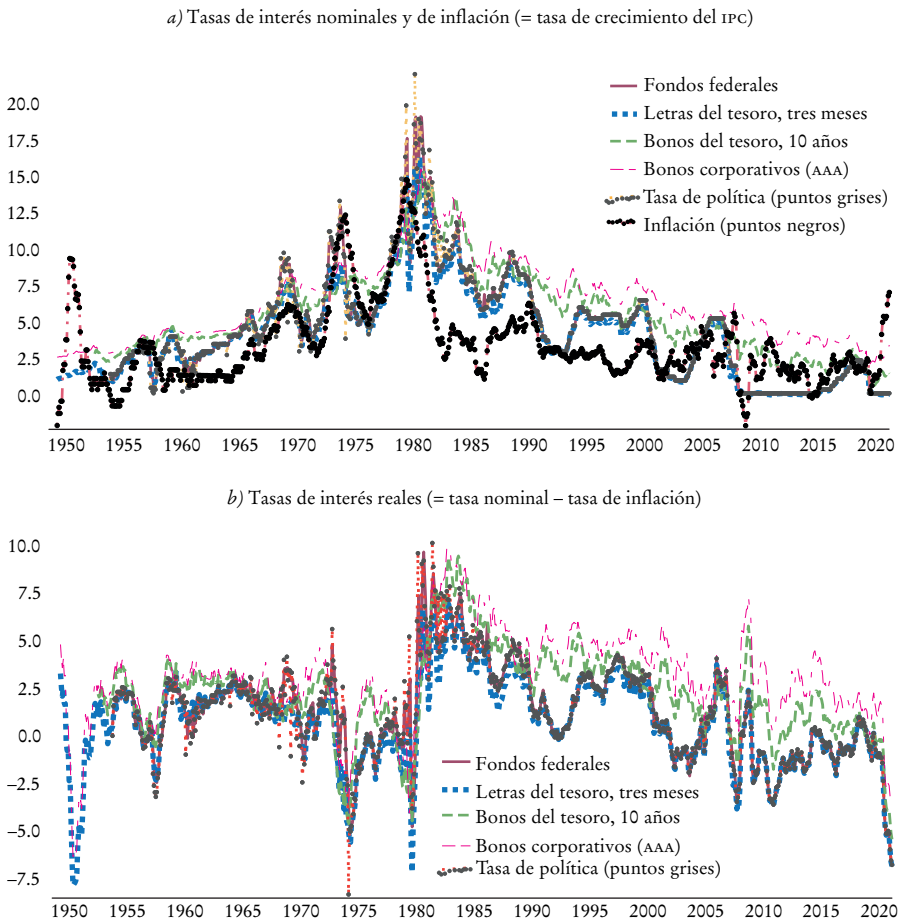 a) Tasas de interés nominales y de inflación (= tasa de crecimiento del IPC)
Fondos federales
Letras del tesoro, tres meses
Bonos del tesoro, 10 años
Bonos corporativos (AAA)
Tasa de política (puntos grises)
Inflación (puntos negros)
20.0
17.5
15.0
12.5
10.0
7.5
5.0
2.5
0.0
1950 1955 1960 1965 1970 1975 1980 1985 1990 1995 2000 2005 2010 2015 2020
b) Tasas de interés reales (= tasa nominal – tasa de inflación)
10.0
7.5
5.0
2.5
0.0
–2.5
–5.0
–7.5
Fondos federales
Letras del tesoro, tres meses
Bonos del tesoro, 10 años
Bonos corporativos (AAA)
Tasa de política (puntos grises)
1950 1955 1960 1965 1970 1975 1980 1985 1990 1995 2000 2005 2010 2015 2020